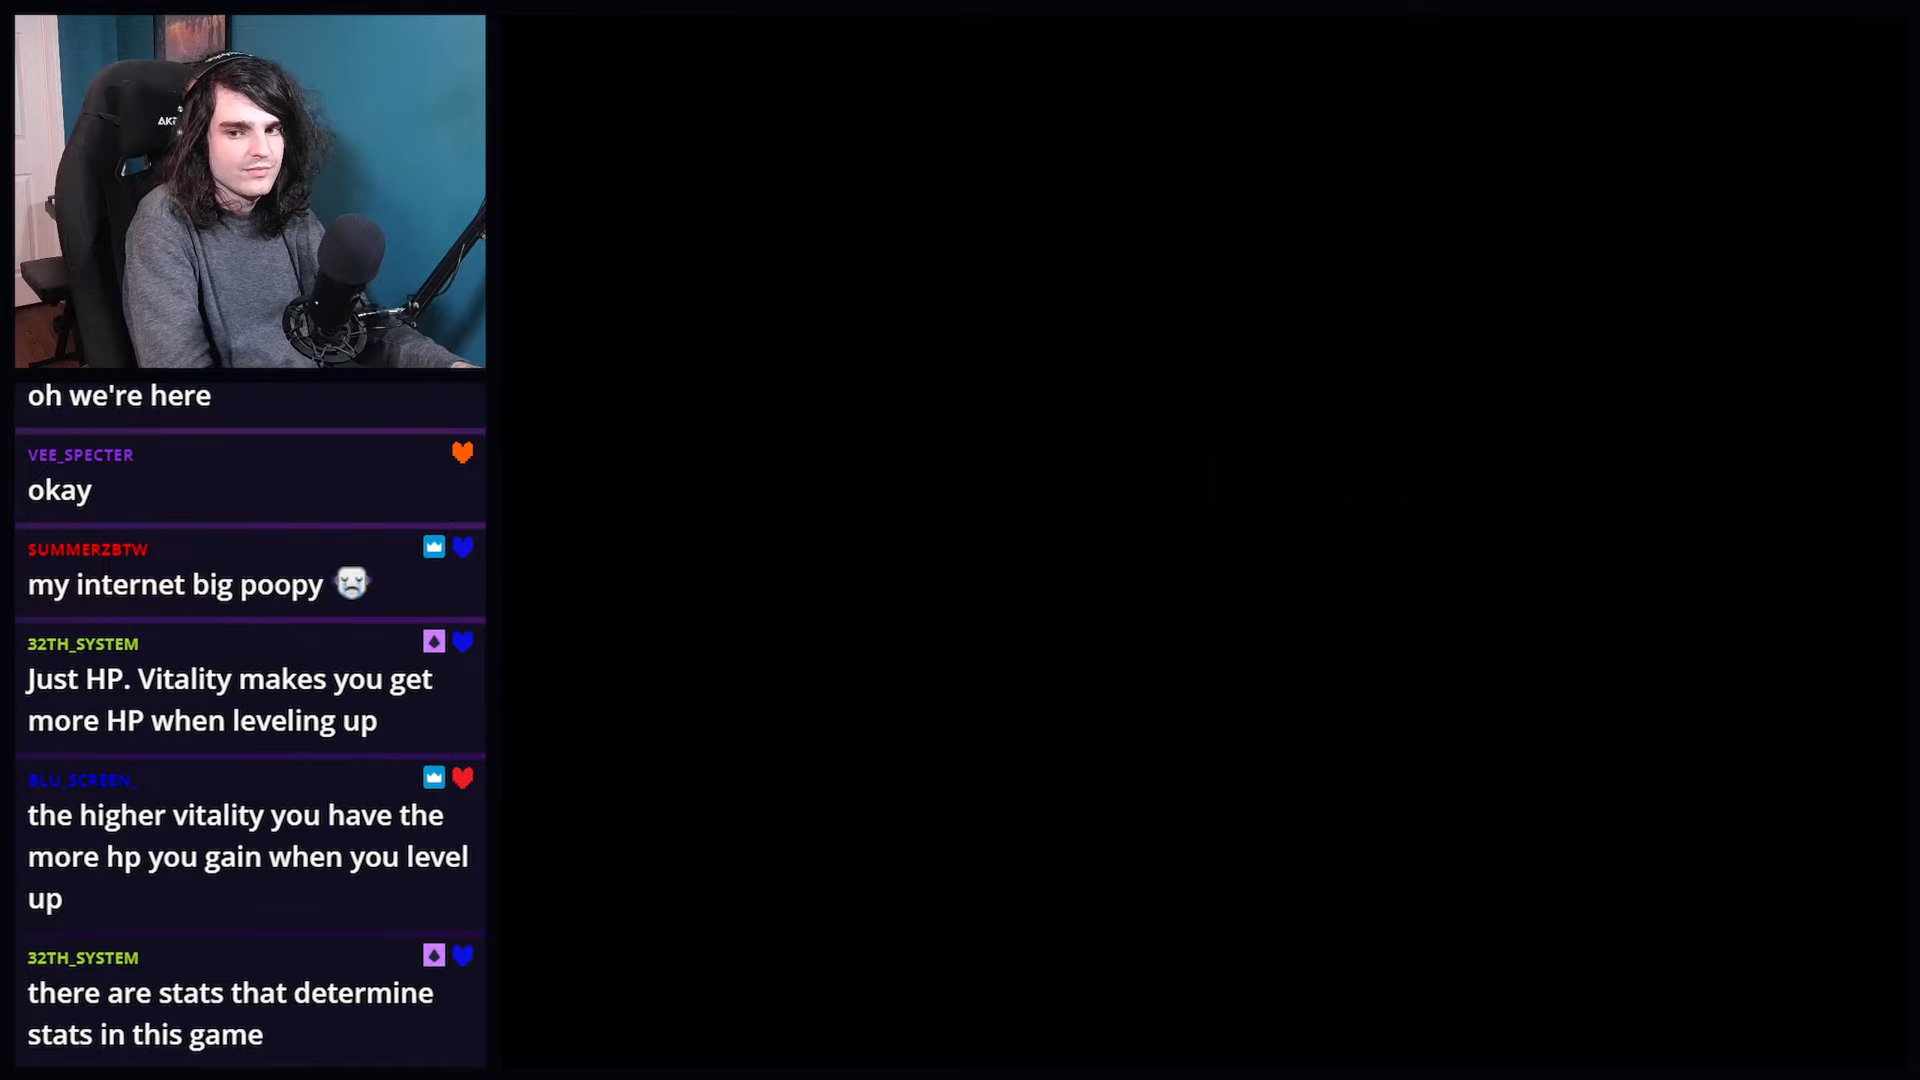 AKR
oh we're here
VEE_SPECTER
okay
SUMMERZBTW
my internet big poopy
32TH_SYSTEM
Just HP. Vitality makes you get
more HP when leveling up
BLU_SCREEN_
the higher vitality you have the
more hp you gain when you level
up
32TH_SYSTEM
there are stats that determine
stats in this game